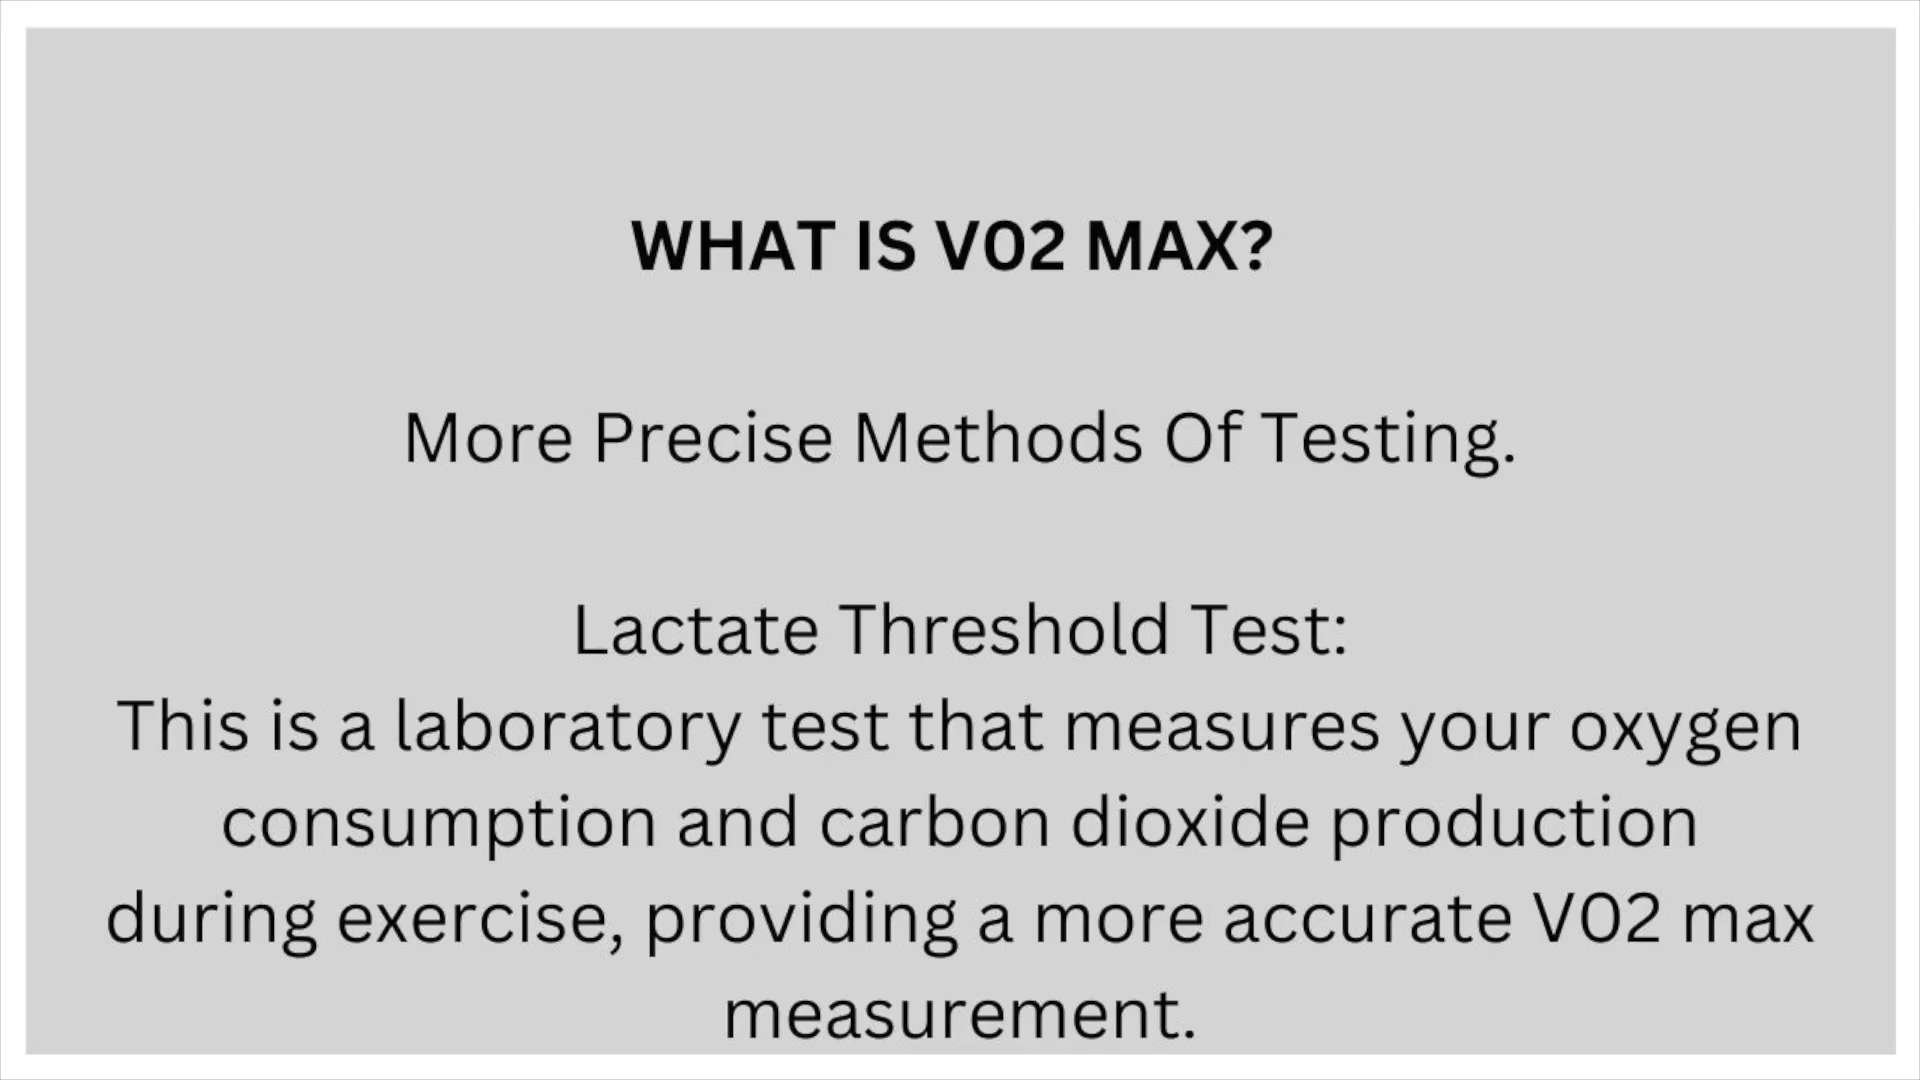 WHAT IS V02 MAX?
More Precise Methods Of Testing.
Lactate Threshold Test:
This is a laboratory test that measures your oxygen
consumption and carbon dioxide production
during exercise, providing a more accurate V02 max
measurement.